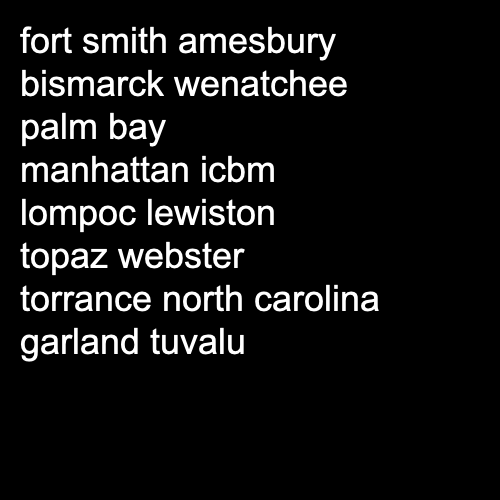 fort smith amesbury
bismarck wenatchee
palm bay
manhattan icbm
lompoc lewiston
topaz webster
torrance north carolina
garland tuvalu